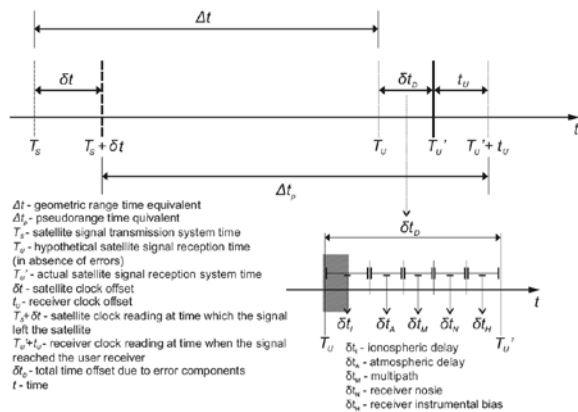 Δt
δt
δt_D
t_U
t
T_S
T_S + δt
T_U
T_U'
T_U'+ t_U
Δt_p
Δt - geometric range time equivalent
Δt_p - pseudorange time quivalent
T_S - satellite signal transmission system time
T_U - hypothetical satellite signal reception time
(in absence of errors)
T_U' - actual satellite signal reception system time
δt - satellite clock offset
t_U - receiver clock offset
T_S+δt - satellite clock reading at time which the signal
left the satellite
T_U'+t_U - receiver clock reading at time when the signal
reached the user receiver
δt_D - total time offset due to error components
t - time
δt_D
t
δt_I
δt_A
δt_M
δt_N
δt_H
T_U
T_U'
δt_I - ionospheric delay
δt_A - atmospheric delay
δt_M - multipath
δt_N - receiver nosie
δt_H - receiver instrumental bias